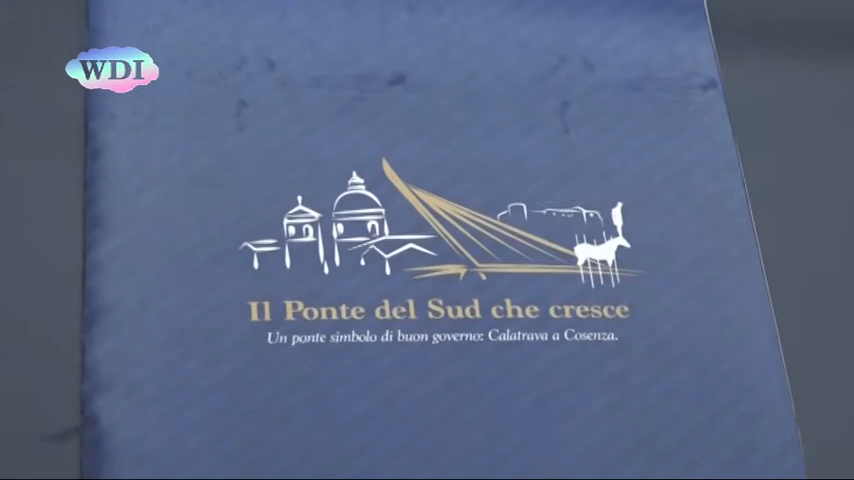 WDI
Il Ponte del Sud che cresce
Un ponte simbolo di buon governo: Calatrava a Cosenza.